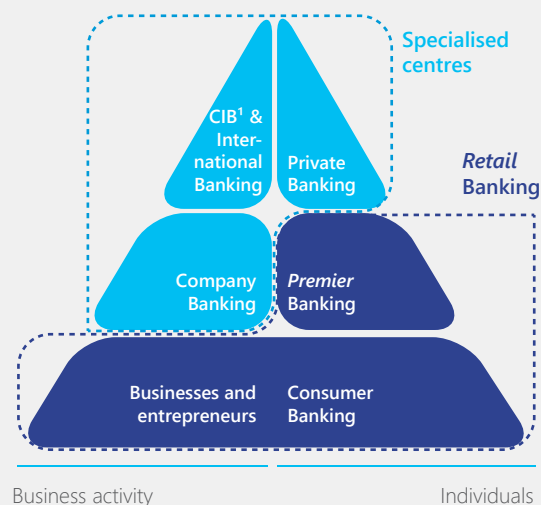 Specialised
centres
CIB¹ &
Inter-
national
Banking
Private
Banking
Retail
Banking
Company
Banking
Premier
Banking
Businesses and
entrepreneurs
Consumer
Banking
Business activity
Individuals